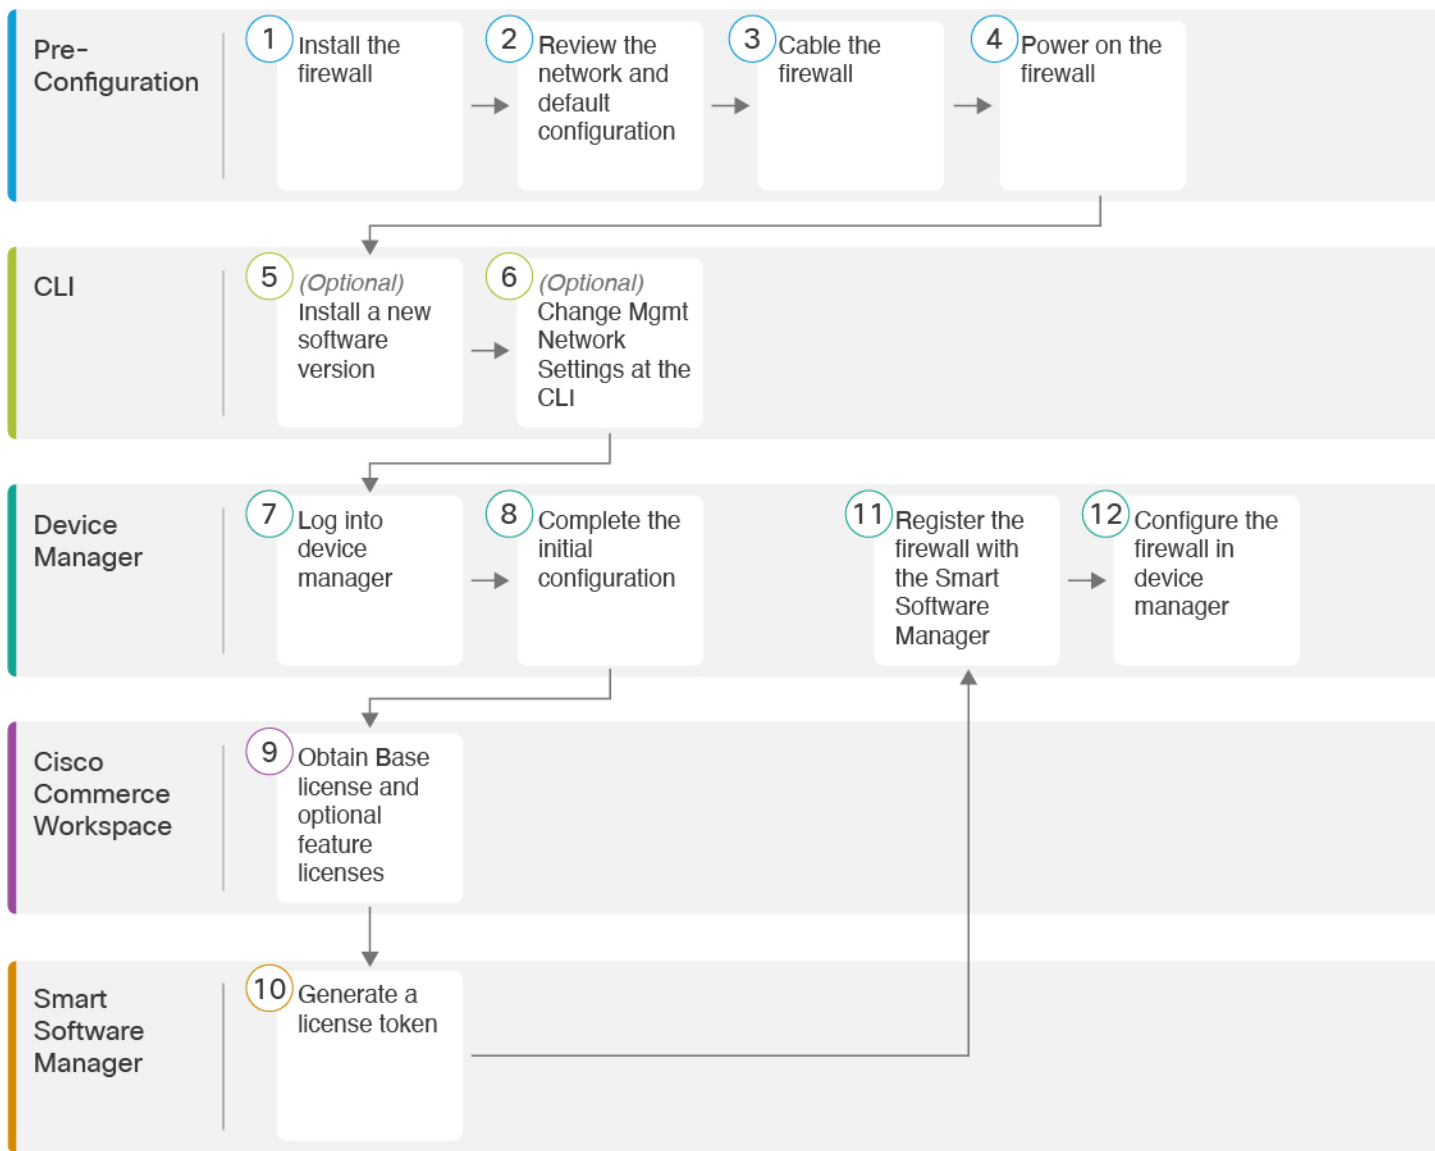 Pre-
Configuration
1
Install the
firewall
2
Review the
network and
default
configuration
3
Cable the
firewall
4
Power on the
firewall
CLI
5
(Optional)
Install a new
software
version
6
(Optional)
Change Mgmt
Network
Settings at the
CLI
Device
Manager
7
Log into
device
manager
8
Complete the
initial
configuration
11
Register the
firewall with
the Smart
Software
Manager
12
Configure the
firewall in
device
manager
Cisco
Commerce
Workspace
9
Obtain Base
license and
optional
feature
licenses
Smart
Software
Manager
10
Generate a
license token